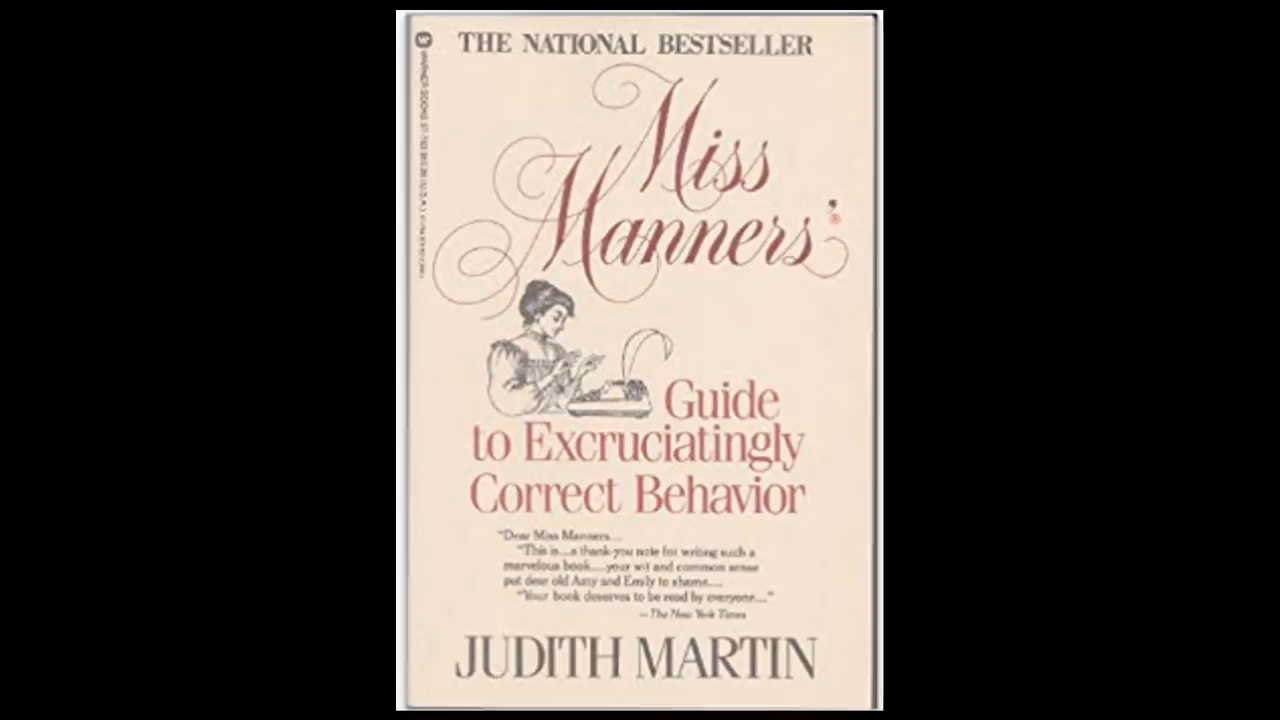 THE NATIONAL BESTSELLER
Miss
Manners'®
Guide
to Excruciatingly
Correct Behavior
"Dear Miss Manners...
"This is...a thank-you note for writing such a
marvelous book....your wit and common sense
put dear old Amy and Emily to shame....
"Your book deserves to be read by everyone...."
—The New York Times
JUDITH MARTIN